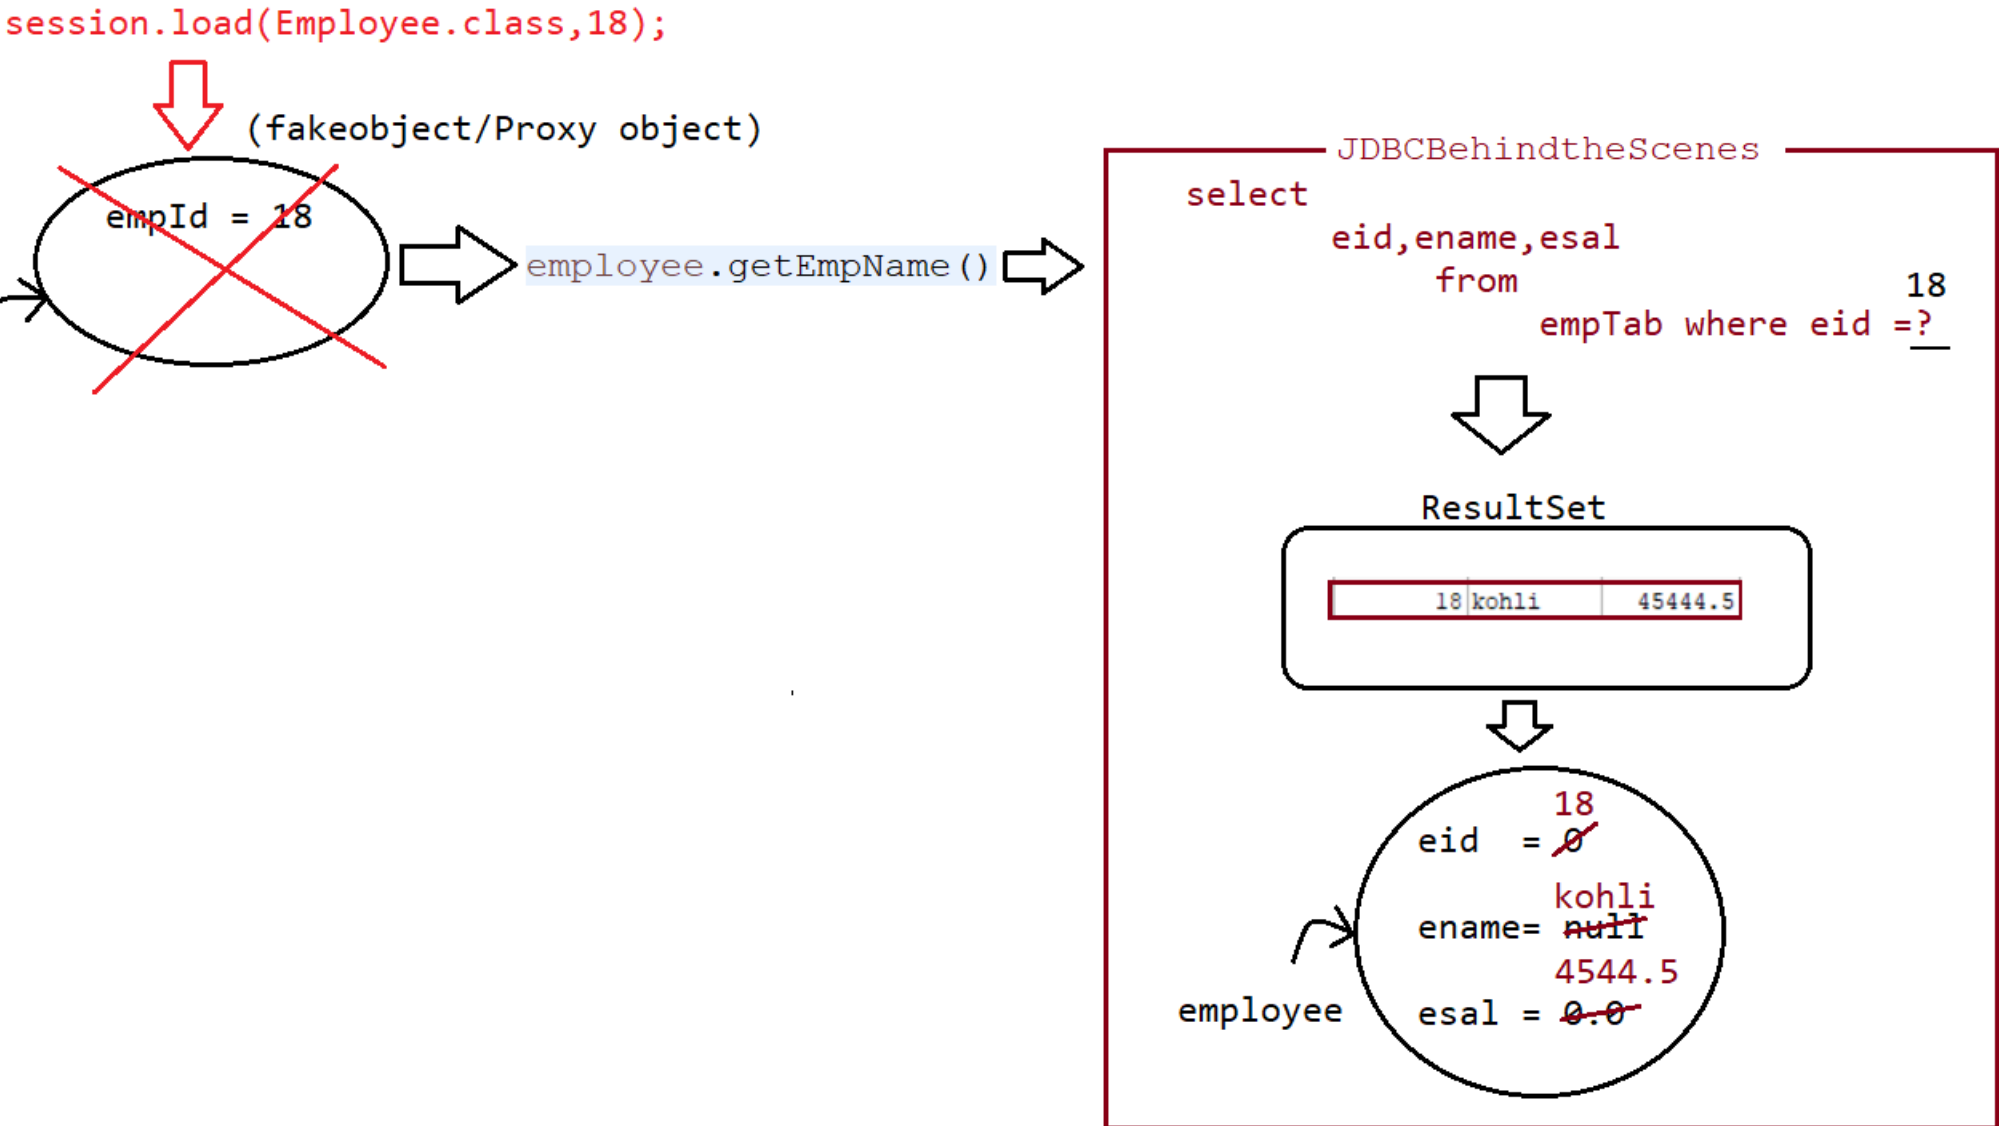 session.load(Employee.class,18);
(fakeobject/Proxy object)
empId = 18
employee.getEmpName()
JDBCBehindtheScenes
select
eid,ename,esal
from
18
empTab where eid =?
ResultSet
18 kohli 45444.5
18
eid = 0
kohli
ename= null
4544.5
esal = 0.0
employee